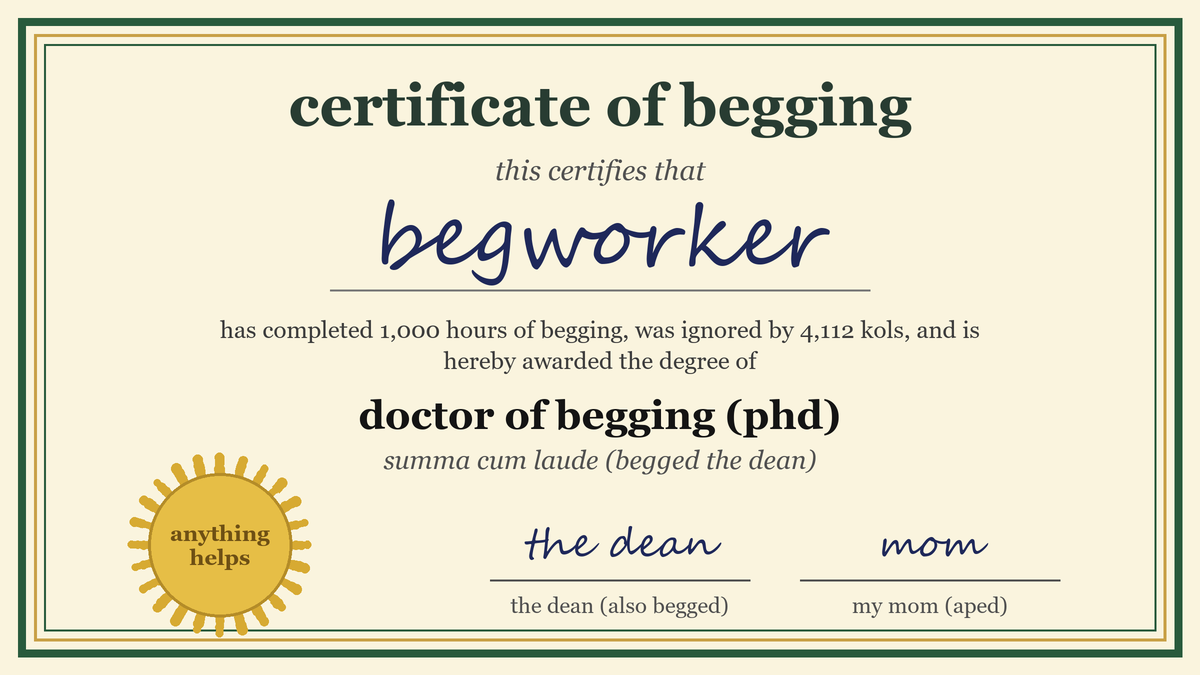 certificate of begging
this certifies that
begworker
has completed 1,000 hours of begging, was ignored by 4,112 kols, and is
hereby awarded the degree of
doctor of begging (phd)
summa cum laude (begged the dean)
anything
helps
the dean
the dean (also begged)
mom
my mom (aped)